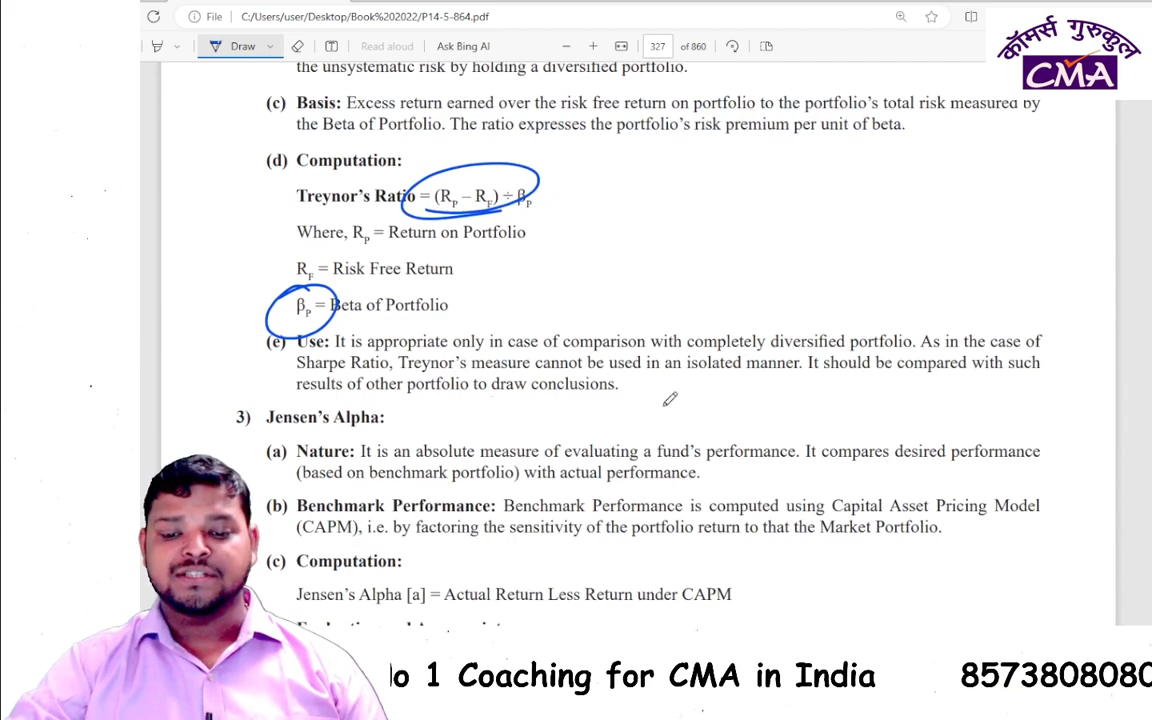 File C:/Users/user/Desktop/Book%202022/P14-5-864.pdf
Draw Read aloud Ask Bing AI 327 of 860
कॉमर्स गुरुकुल
CMA
the unsystematic risk by holding a diversified portfolio.
(c) Basis: Excess return earned over the risk free return on portfolio to the portfolio's total risk measured by
the Beta of Portfolio. The ratio expresses the portfolio's risk premium per unit of beta.
(d) Computation:
Treynor's Ratio = (RP – RF) ÷ βP
Where, RP = Return on Portfolio
RF = Risk Free Return
βP = Beta of Portfolio
(e) Use: It is appropriate only in case of comparison with completely diversified portfolio. As in the case of
Sharpe Ratio, Treynor's measure cannot be used in an isolated manner. It should be compared with such
results of other portfolio to draw conclusions.
3) Jensen's Alpha:
(a) Nature: It is an absolute measure of evaluating a fund's performance. It compares desired performance
(based on benchmark portfolio) with actual performance.
(b) Benchmark Performance: Benchmark Performance is computed using Capital Asset Pricing Model
(CAPM), i.e. by factoring the sensitivity of the portfolio return to that the Market Portfolio.
(c) Computation:
Jensen's Alpha [a] = Actual Return Less Return under CAPM
1 Coaching for CMA in India 8573808080